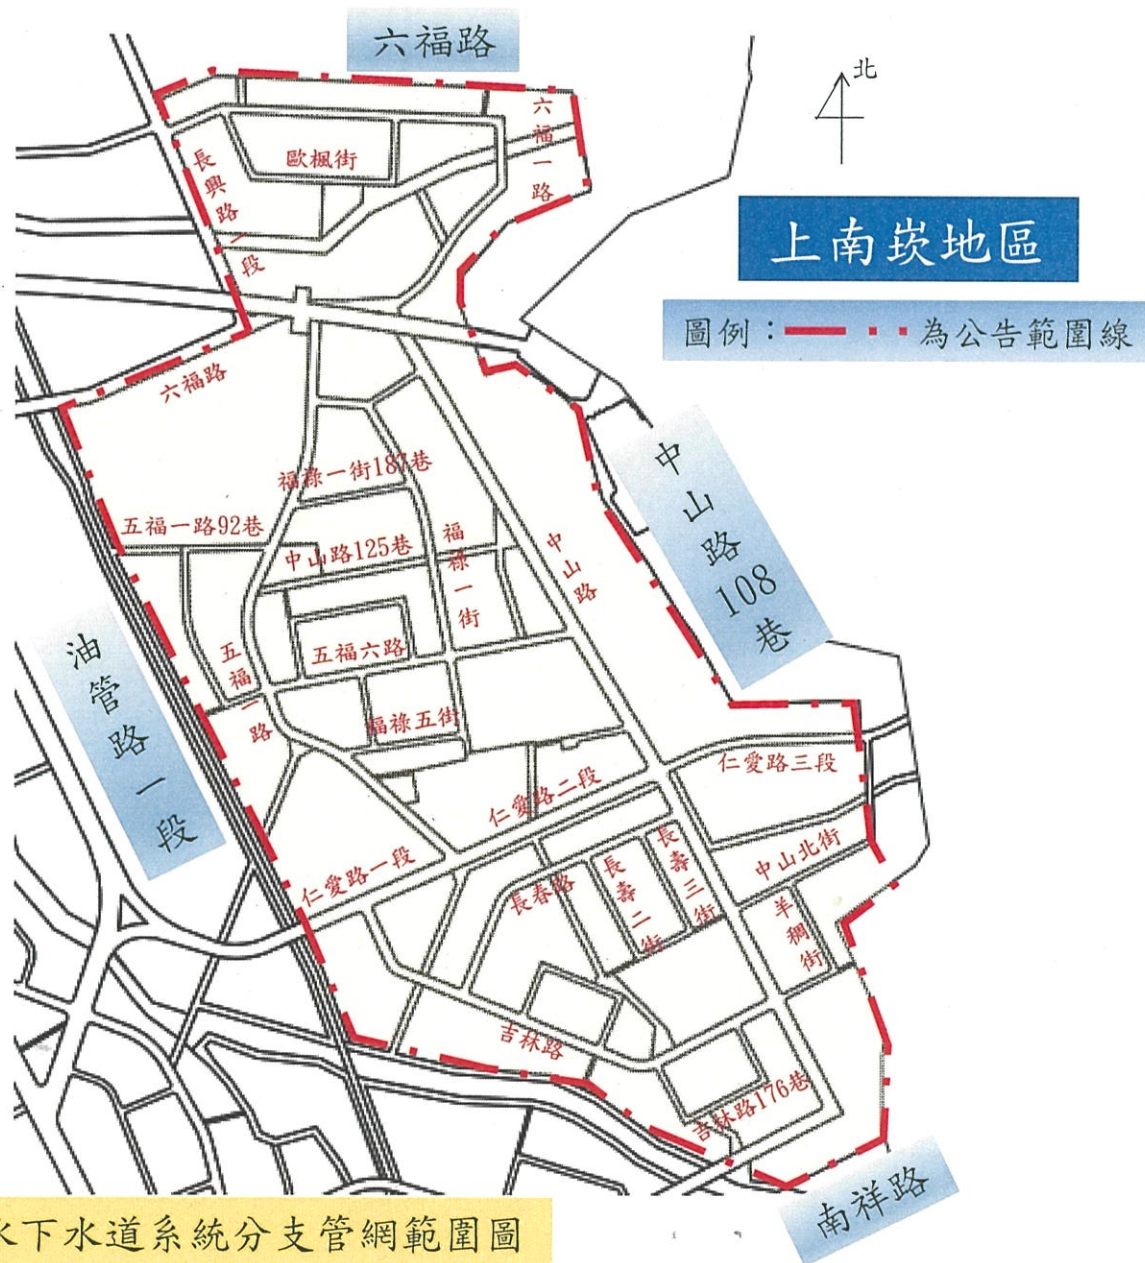 六福路
北
六福一路
歐楓街
長興路一段
上南崁地區
圖例：為公告範圍線
六福路
中山路108巷
福祿一街187巷
五福一路92巷
中山路125巷
福祿一街
中山路
油管路一段
五福一路
五福六路
福祿五街
仁愛路三段
仁愛路二段
仁愛路一段
長春路
長壽二街
長壽三街
中山北街
羊稠街
吉林路
吉林路176巷
南祥路
水下水道系統分支管網範圍圖